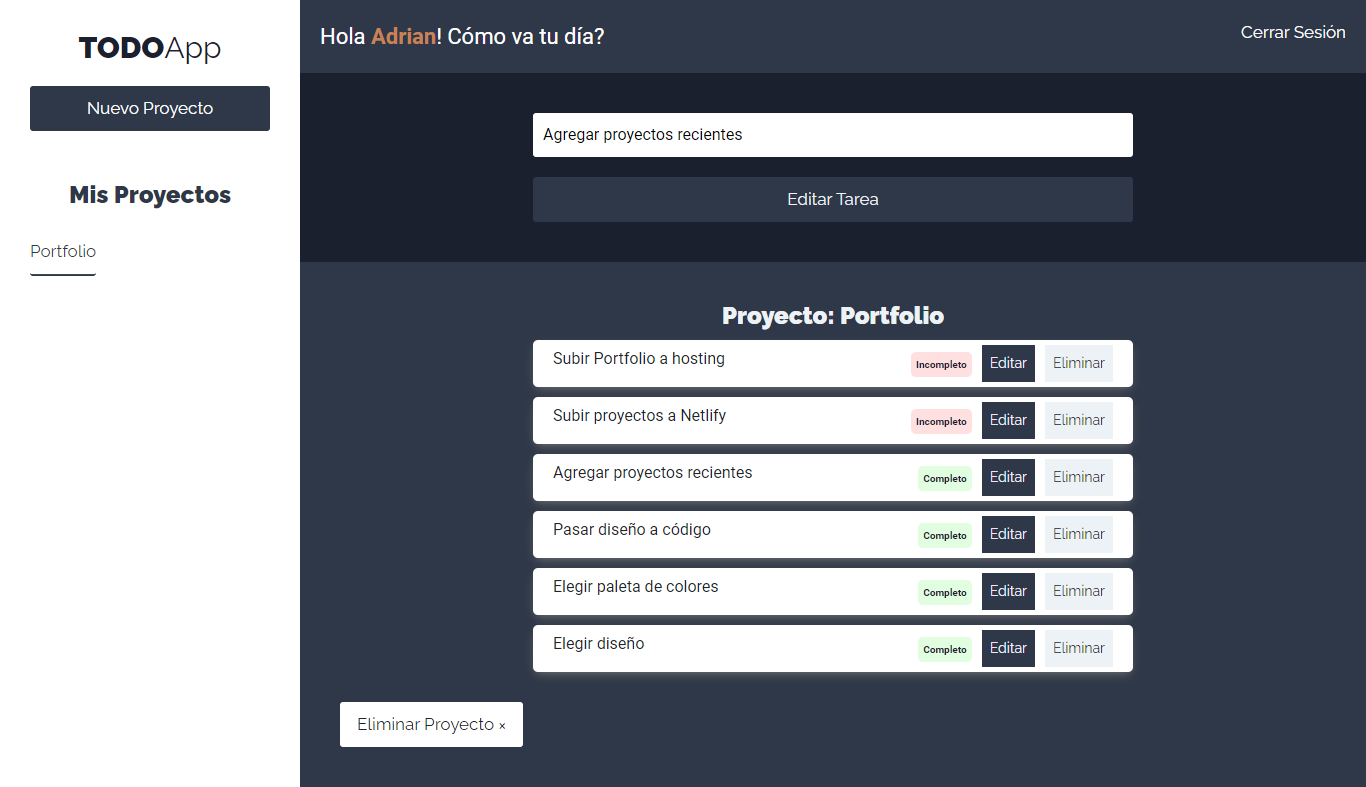 TODOApp
Nuevo Proyecto
Mis Proyectos
Portfolio
Hola Adrian! Cómo va tu día?
Cerrar Sesión
Agregar proyectos recientes
Editar Tarea
Proyecto: Portfolio
Subir Portfolio a hosting Incompleto Editar Eliminar
Subir proyectos a Netlify Incompleto Editar Eliminar
Agregar proyectos recientes Completo Editar Eliminar
Pasar diseño a código Completo Editar Eliminar
Elegir paleta de colores Completo Editar Eliminar
Elegir diseño Completo Editar Eliminar
Eliminar Proyecto ×